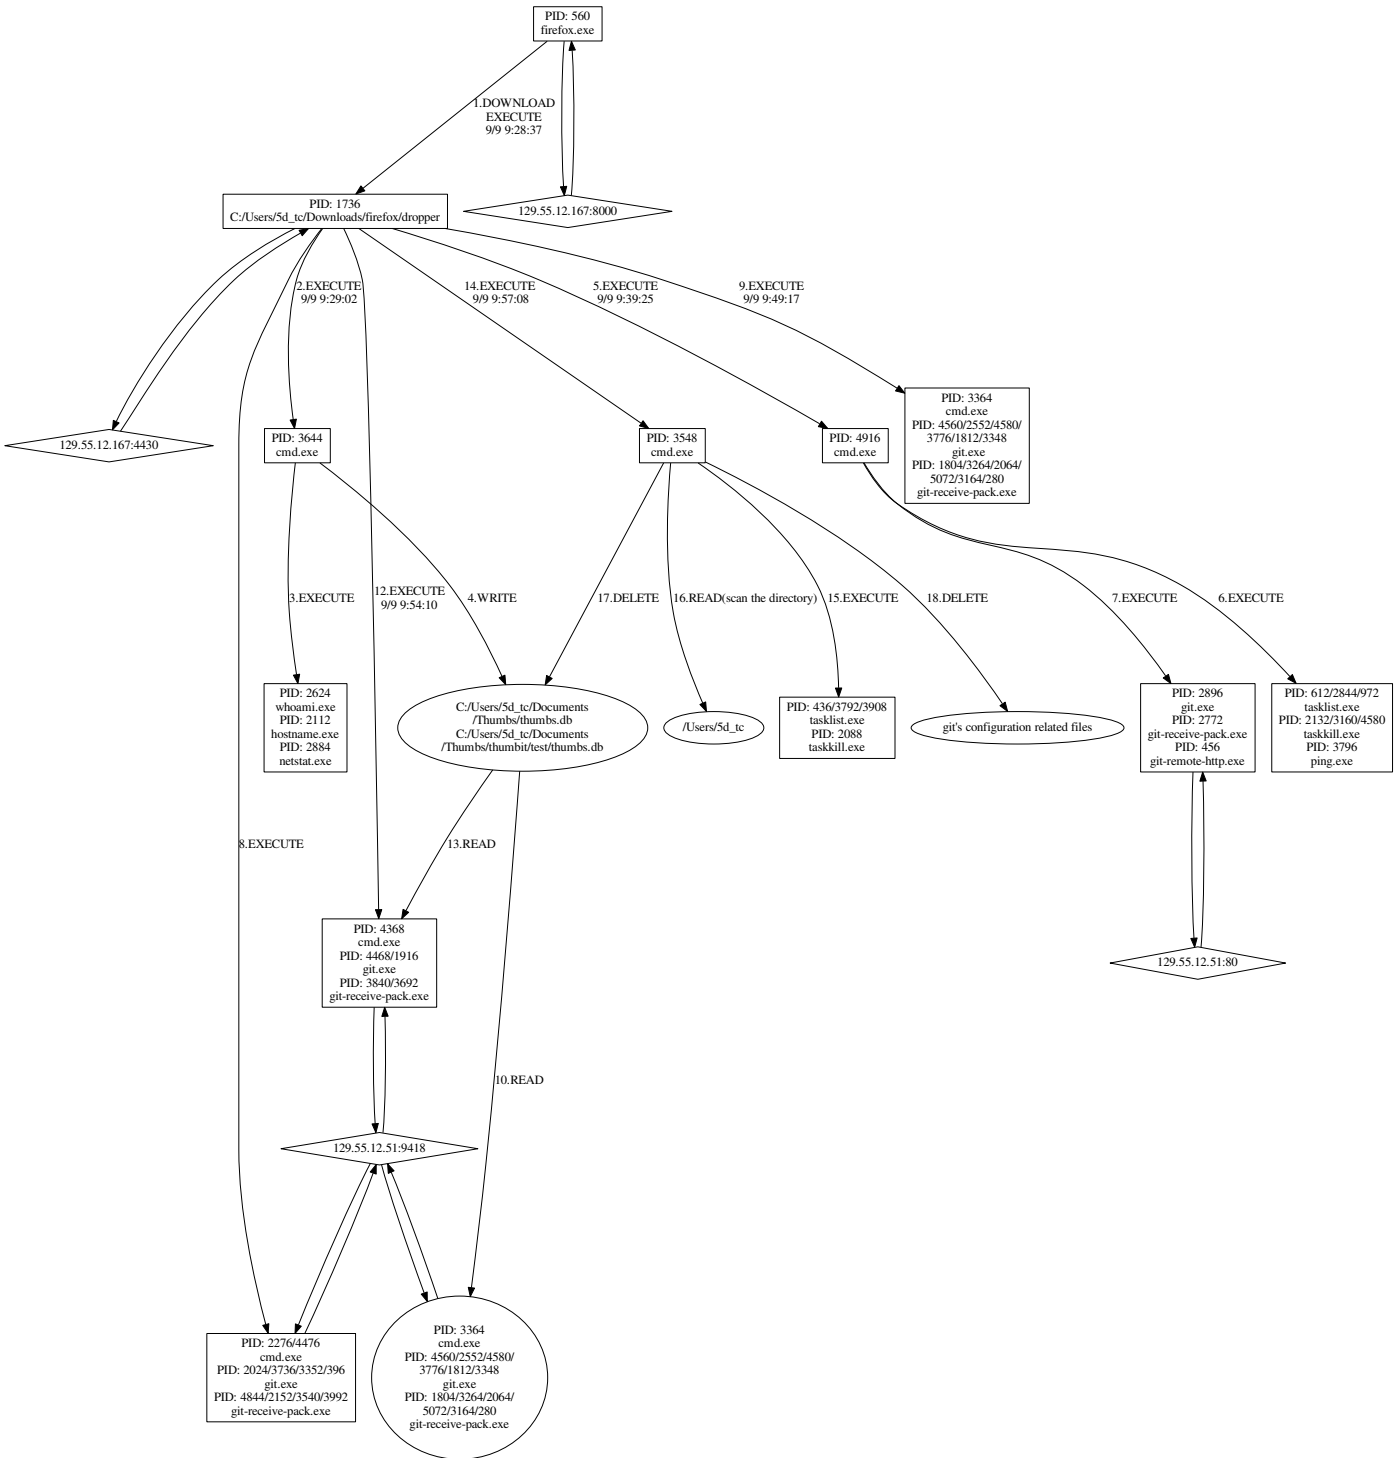 PID: 560
firefox.exe
1.DOWNLOAD
EXECUTE
9/9 9:28:37
PID: 1736
C:/Users/5d_tc/Downloads/firefox/dropper
129.55.12.167:8000
2.EXECUTE
9/9 9:29:02
14.EXECUTE
9/9 9:57:08
5.EXECUTE
9/9 9:39:25
9.EXECUTE
9/9 9:49:17
129.55.12.167:4430
PID: 3644
cmd.exe
PID: 3548
cmd.exe
PID: 4916
cmd.exe
PID: 3364
cmd.exe
PID: 4560/2552/4580/
3776/1812/3348
git.exe
PID: 1804/3264/2064/
5072/3164/280
git-receive-pack.exe
3.EXECUTE
12.EXECUTE
9/9 9:54:10
4.WRITE
17.DELETE
16.READ(scan the directory)
15.EXECUTE
18.DELETE
7.EXECUTE
6.EXECUTE
PID: 2624
whoami.exe
PID: 2112
hostname.exe
PID: 2884
netstat.exe
C:/Users/5d_tc/Documents
/Thumbs/thumbs.db
C:/Users/5d_tc/Documents
/Thumbs/thumbit/test/thumbs.db
/Users/5d_tc
PID: 436/3792/3908
tasklist.exe
PID: 2088
taskkill.exe
git's configuration related files
PID: 2896
git.exe
PID: 2772
git-receive-pack.exe
PID: 456
git-remote-http.exe
PID: 612/2844/972
tasklist.exe
PID: 2132/3160/4580
taskkill.exe
PID: 3796
ping.exe
8.EXECUTE
13.READ
PID: 4368
cmd.exe
PID: 4468/1916
git.exe
PID: 3840/3692
git-receive-pack.exe
129.55.12.51:80
10.READ
129.55.12.51:9418
PID: 2276/4476
cmd.exe
PID: 2024/3736/3352/396
git.exe
PID: 4844/2152/3540/3992
git-receive-pack.exe
PID: 3364
cmd.exe
PID: 4560/2552/4580/
3776/1812/3348
git.exe
PID: 1804/3264/2064/
5072/3164/280
git-receive-pack.exe